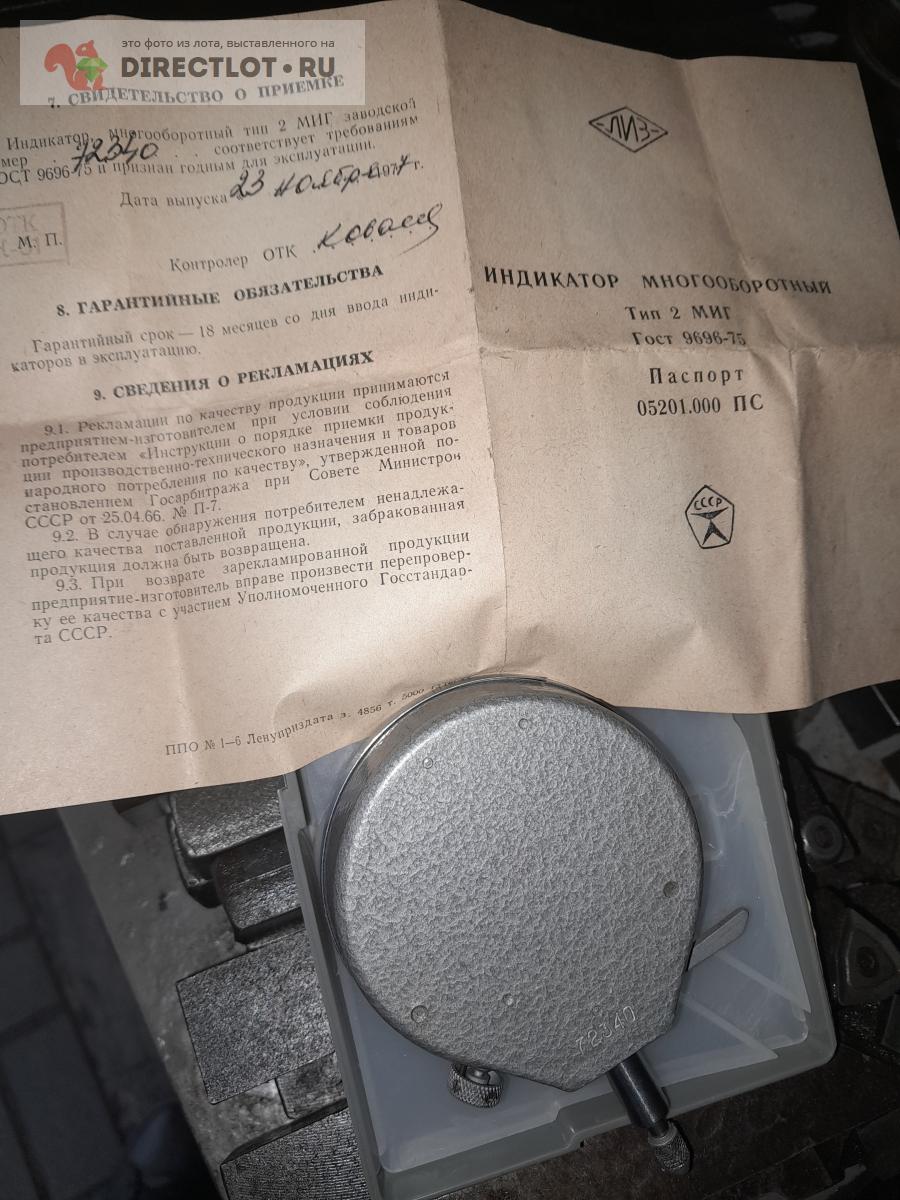 это фото из лота, выставленного на
DIRECTLOT.RU
7. СВИДЕТЕЛЬСТВО О ПРИЕМКЕ
Индикатор, многооборотный тип 2 МИГ заводской
мер 72340 соответствует требованиям
ОСТ 9696-75 и признан годным для эксплуатации.
Дата выпуска 23 ноября 1977 г.
ОТК
М. П.
Контролер ОТК
8. ГАРАНТИЙНЫЕ ОБЯЗАТЕЛЬСТВА
Гарантийный срок — 18 месяцев со дня ввода инди-
каторов в эксплуатацию.
9. СВЕДЕНИЯ О РЕКЛАМАЦИЯХ
9.1. Рекламации по качеству продукции принимаются
предприятием-изготовителем при условии соблюдения
потребителем «Инструкции о порядке приемки продук-
ции производственно-технического назначения и товаров
народного потребления по качеству», утвержденной по-
становлением Госарбитража при Совете Министров
СССР от 25.04.66. № П-7.
9.2. В случае обнаружения потребителем ненадлежа-
щего качества поставленной продукции, забракованная
продукция должна быть возвращена.
9.3. При возврате зарекламированной продукции
предприятие-изготовитель вправе произвести перепровер-
ку ее качества с участием Уполномоченного Госстандар-
та СССР.
ППО № 1—6 Ленуприздата з. 4856 т. 5000
ЛИЗ
ИНДИКАТОР МНОГООБОРОТНЫЙ
Тип 2 МИГ
Гост 9696-75
Паспорт
05201.000 ПС
СССР
72340